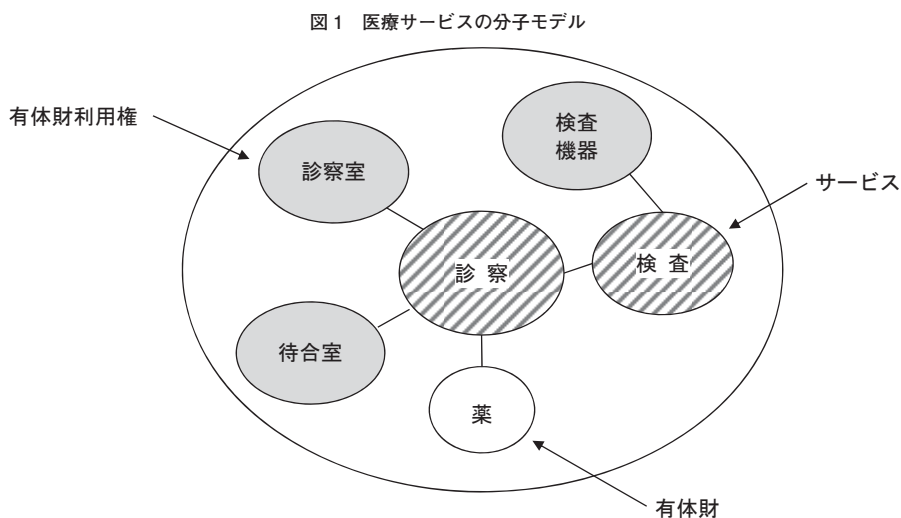 図1 医療サービスの分子モデル
有体財利用権
検査
機器
診察室
サービス
診 察
検 査
待合室
薬
有体財